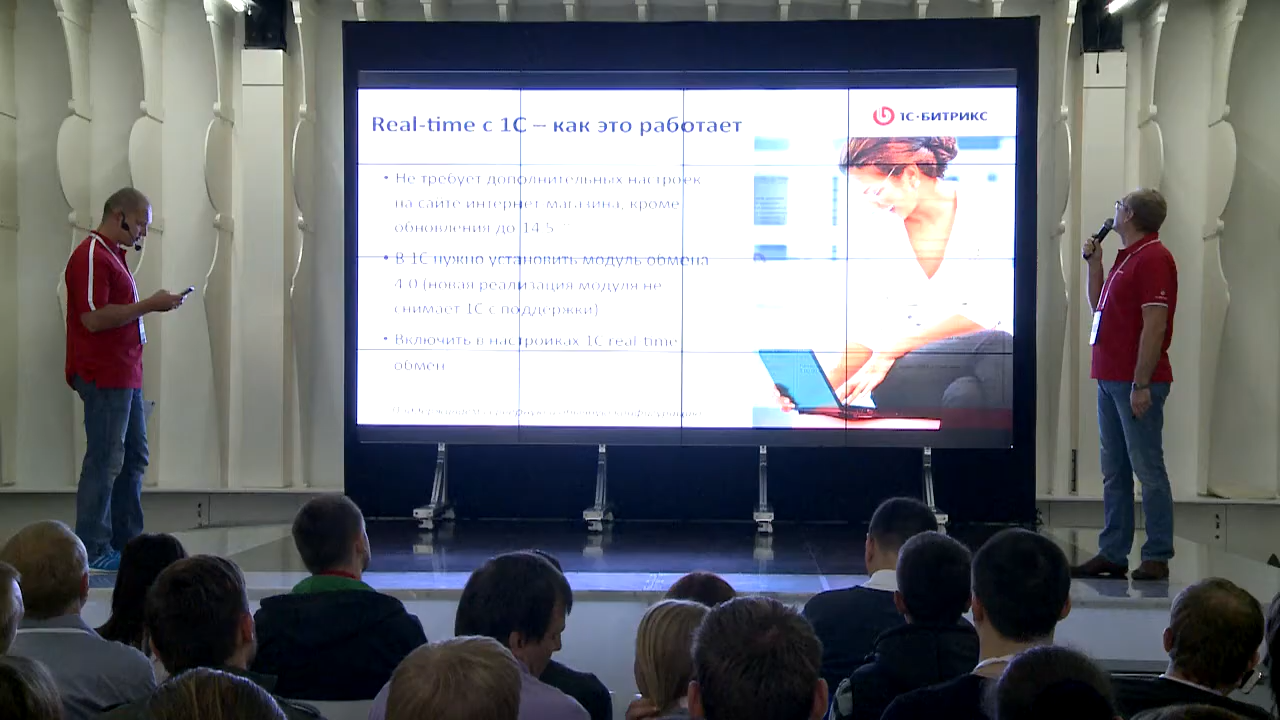 Real-time с 1С – как это работает
1С-БИТРИКС
• Не требует дополнительных настроек
на сайте интернет-магазина, кроме
обновления до 14.5
• В 1С нужно установить модуль обмена
4.0 (новая реализация модуля не
снимает 1С с поддержки)
• Включить в настройках 1С real-time
обмен